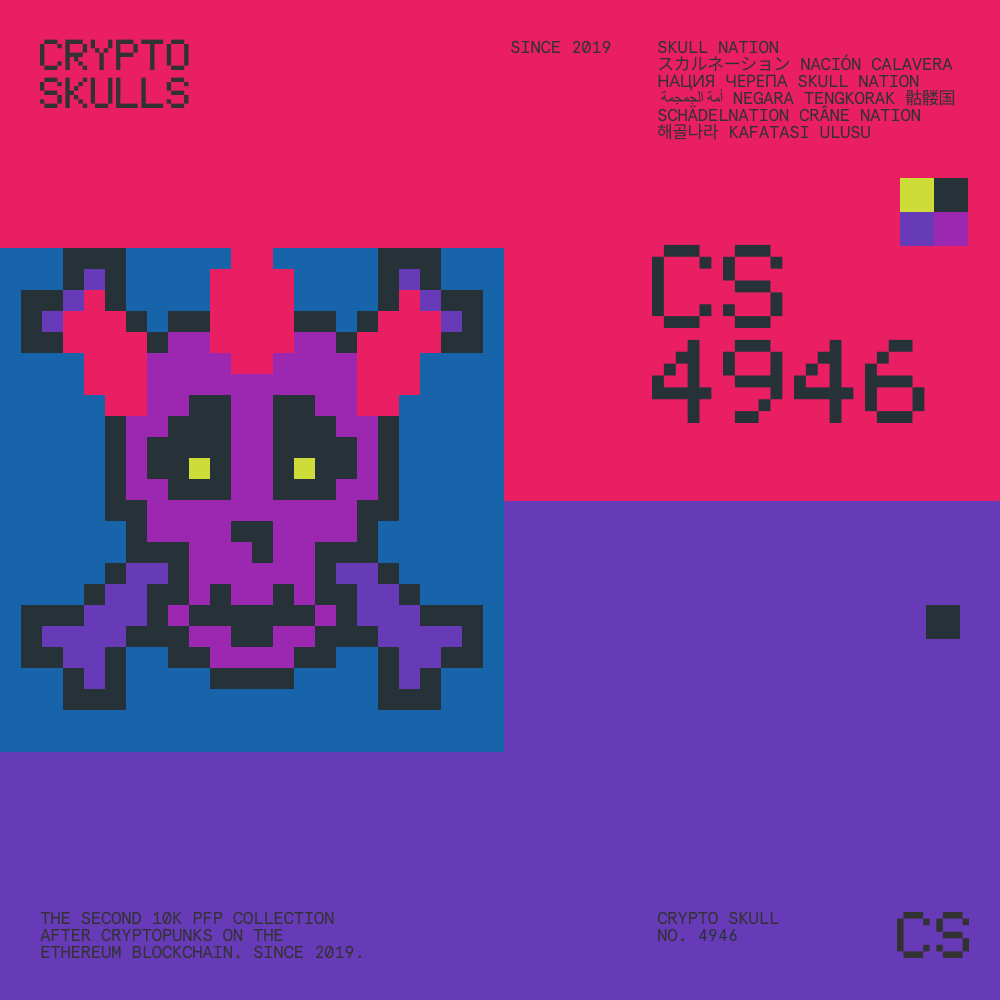 CRYPTO
SKULLS
SINCE 2019
SKULL NATION
スカルネーション NACIÓN CALAVERA
НАЦИЯ ЧЕРЕПА SKULL NATION
أمة الجمجمة NEGARA TENGKORAK 骷髅国
SCHÄDELNATION CRÂNE NATION
해골나라 KAFATASI ULUSU
CS
4946
THE SECOND 10K PFP COLLECTION
AFTER CRYPTOPUNKS ON THE
ETHEREUM BLOCKCHAIN. SINCE 2019.
CRYPTO SKULL
NO. 4946
CS